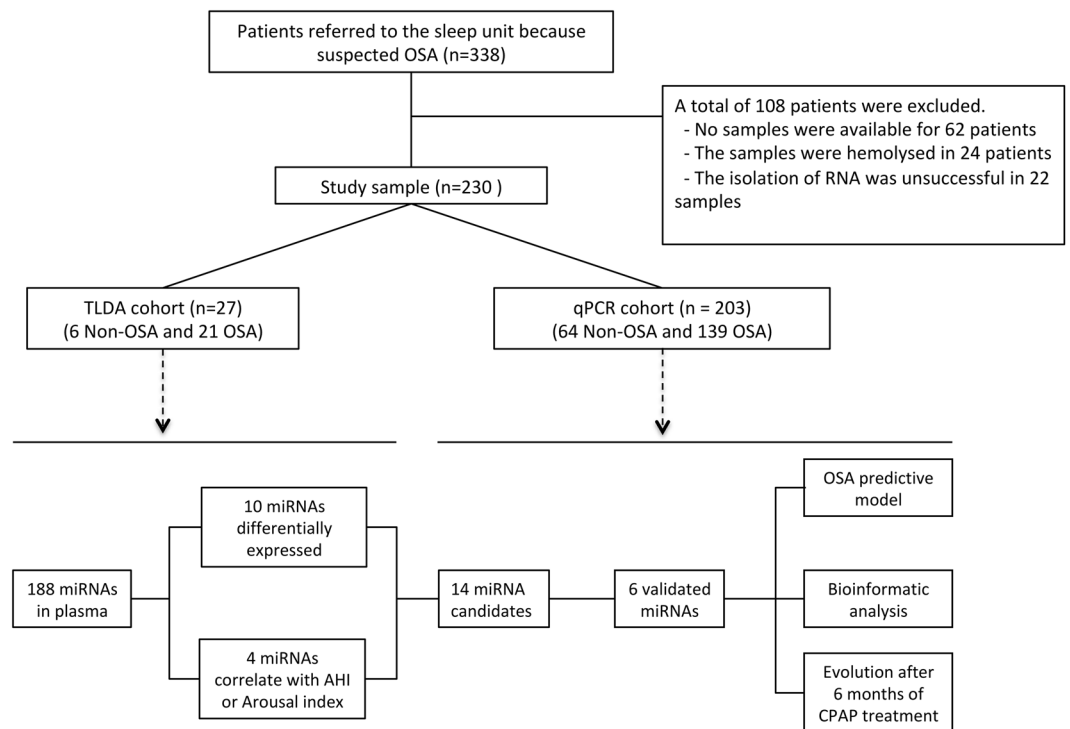 Patients referred to the sleep unit because
suspected OSA (n=338)
A total of 108 patients were excluded.
- No samples were available for 62 patients
- The samples were hemolysed in 24 patients
- The isolation of RNA was unsuccessful in 22
samples
Study sample (n=230 )
TLDA cohort (n=27)
(6 Non-OSA and 21 OSA)
qPCR cohort (n = 203)
(64 Non-OSA and 139 OSA)
188 miRNAs
in plasma
10 miRNAs
differentially
expressed
4 miRNAs
correlate with AHI
or Arousal index
14 miRNA
candidates
6 validated
miRNAs
OSA predictive
model
Bioinformatic
analysis
Evolution after
6 months of
CPAP treatment